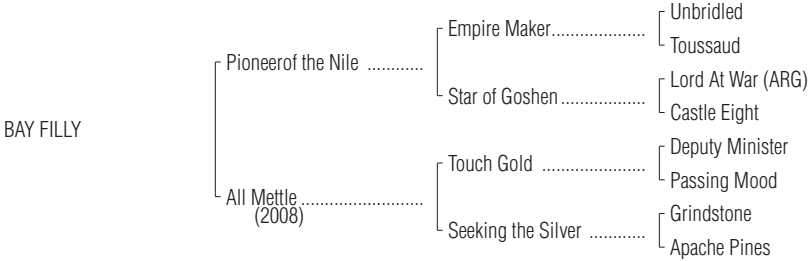 Unbridled
Empire Maker.....................
Toussaud
Pioneerof the Nile ............
Lord At War (ARG)
Star of Goshen...................
Castle Eight
BAY FILLY
Deputy Minister
Touch Gold .......................
Passing Mood
All Mettle ...........................
(2008)
Grindstone
Seeking the Silver ............
Apache Pines